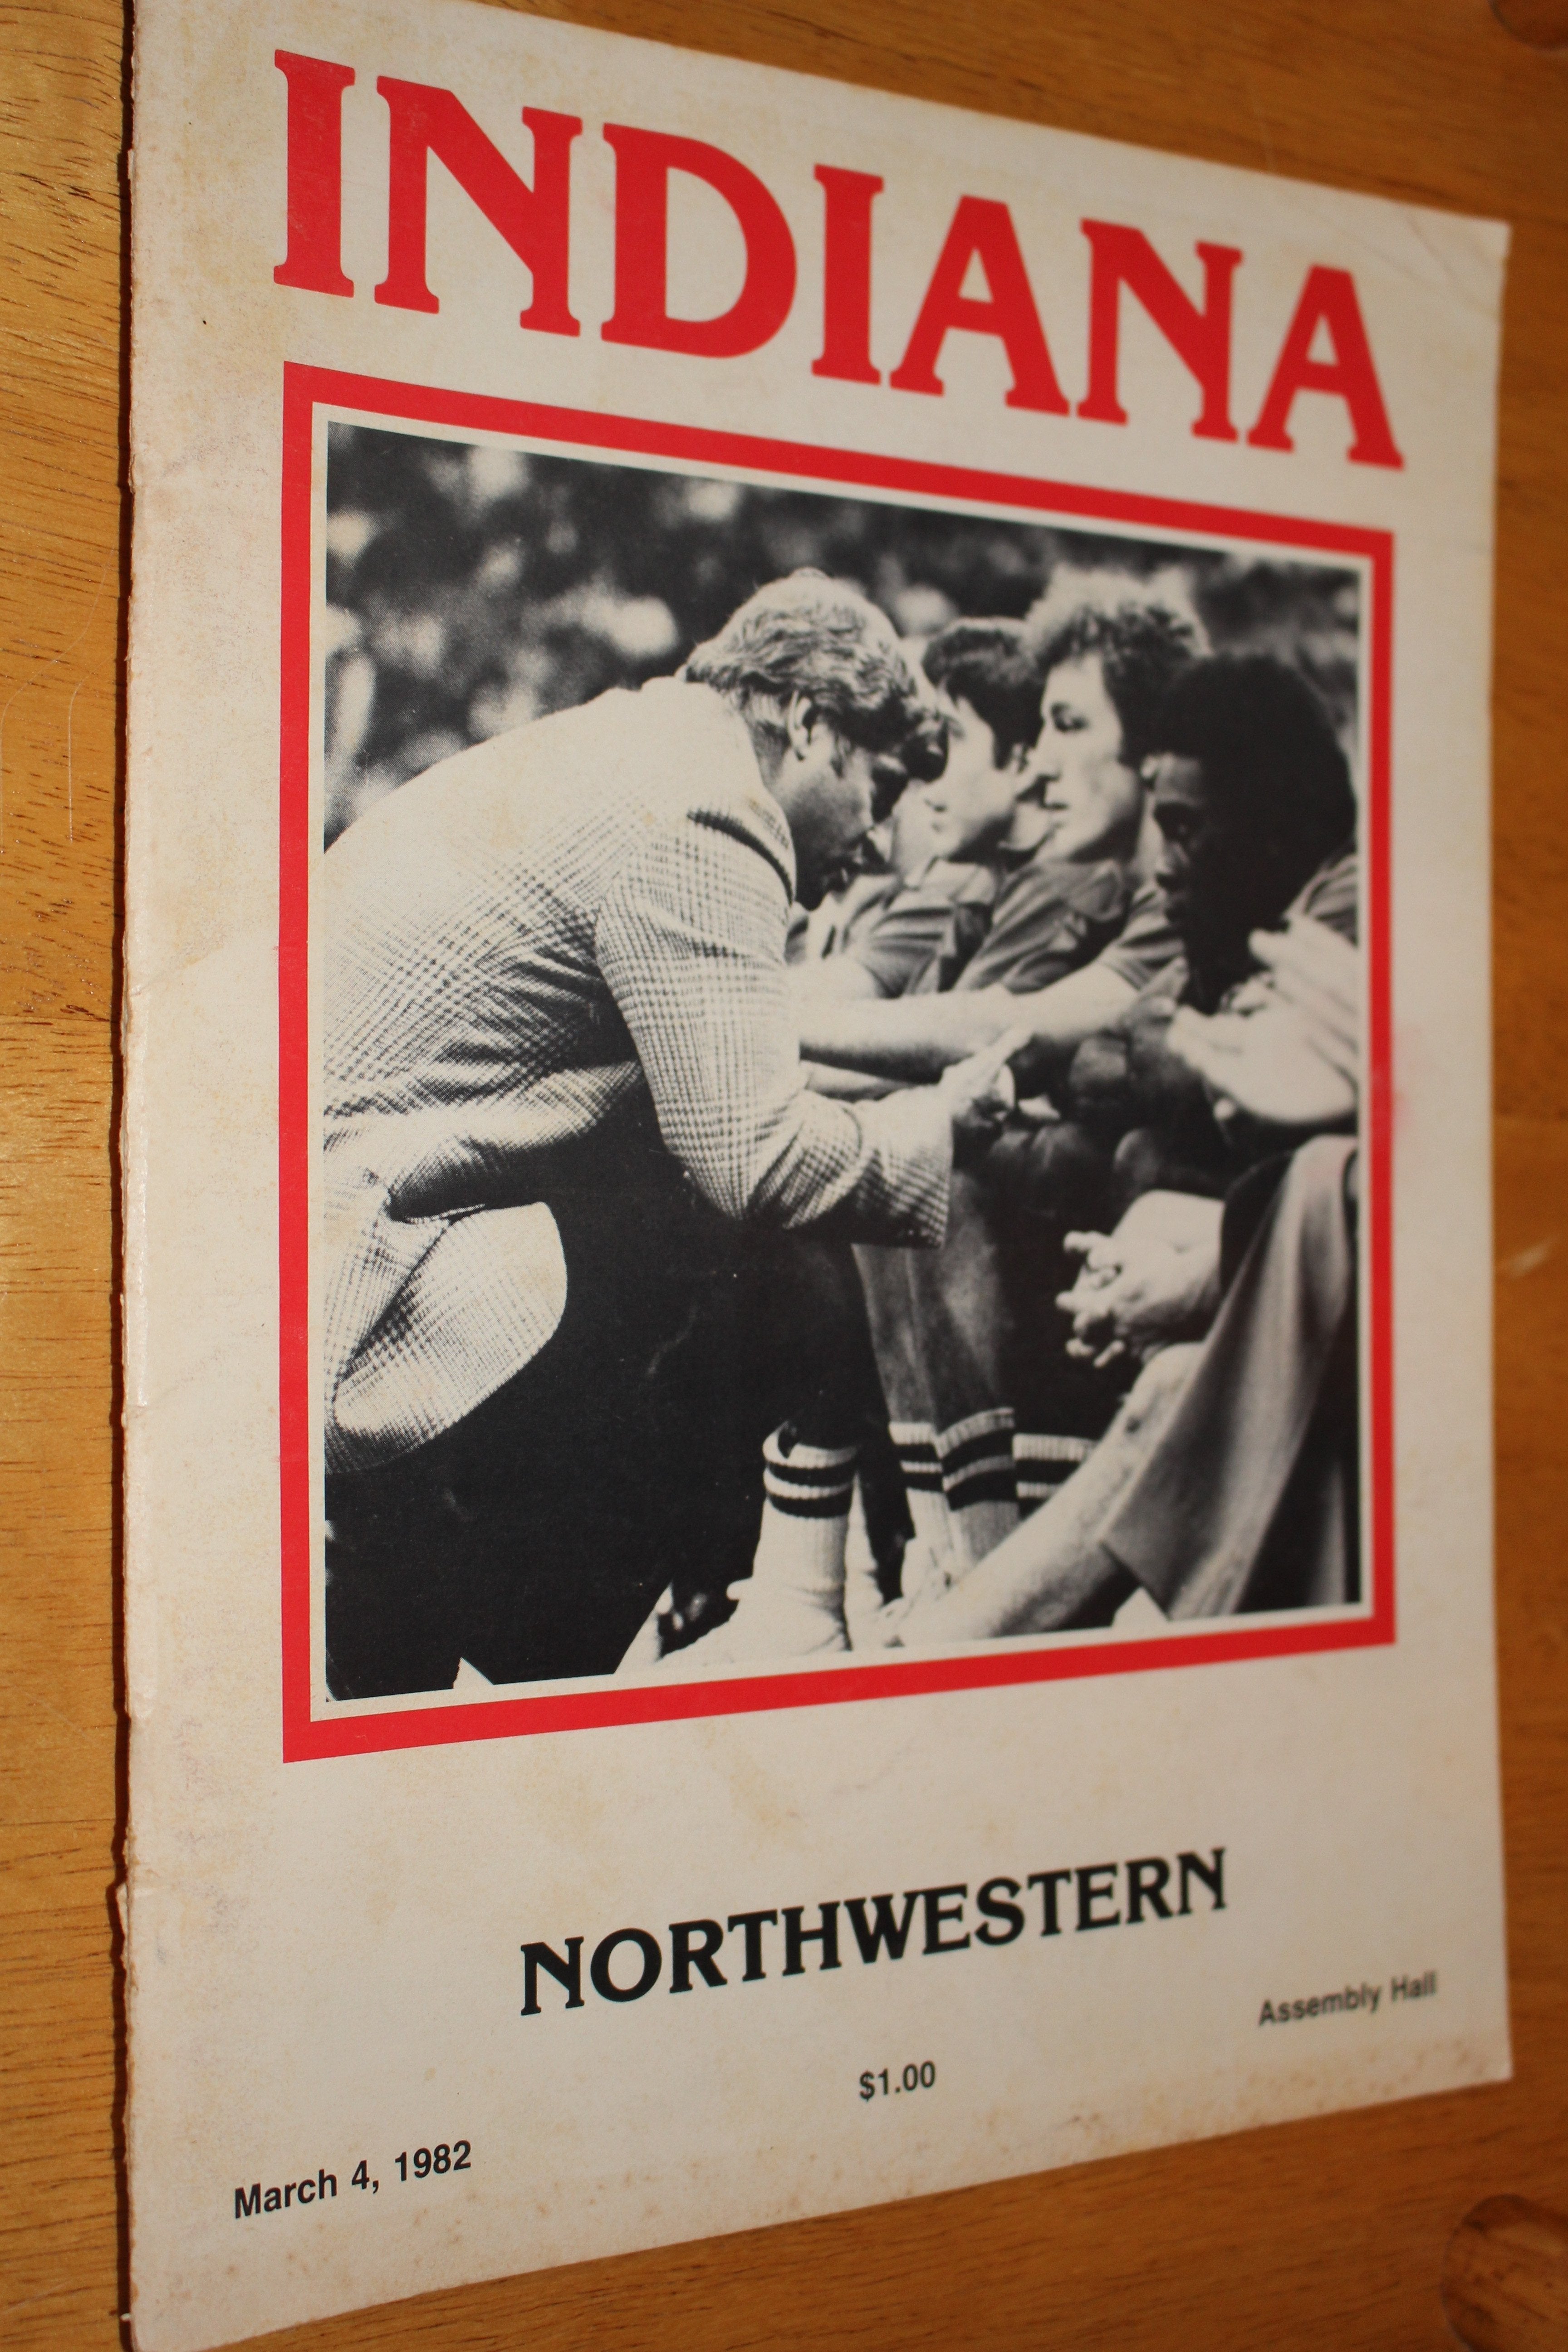 INDIANA
NORTHWESTERN
Assembly Hall
$1.00
March 4, 1982